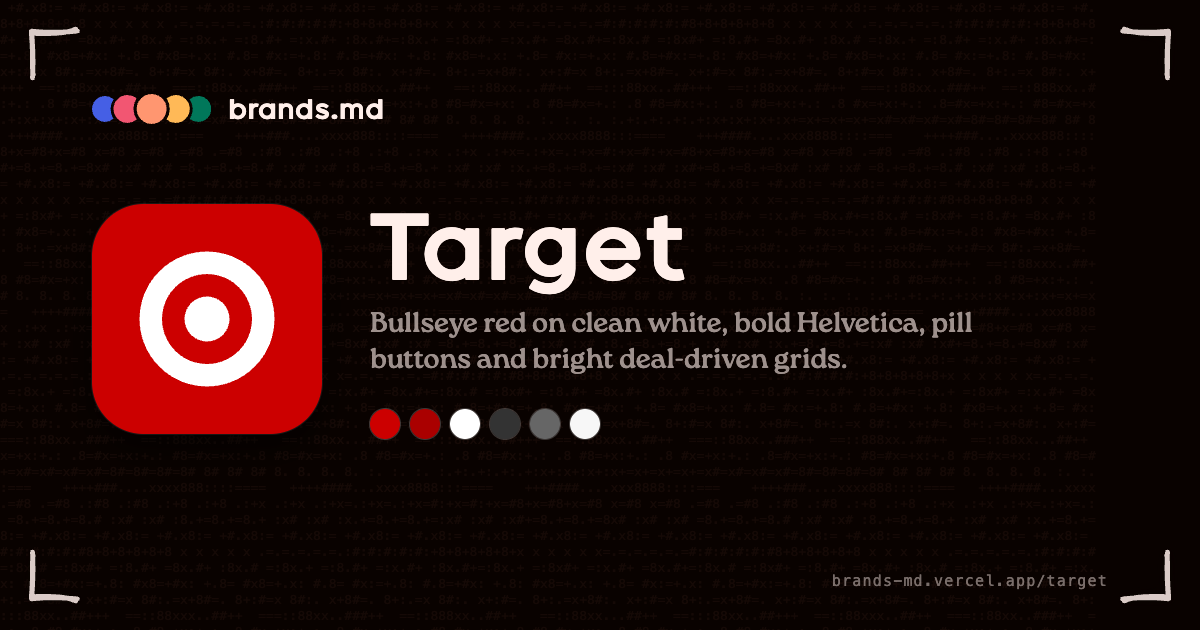 brands.md
Target
Bullseye red on clean white, bold Helvetica, pill
buttons and bright deal-driven grids.
brands-md.vercel.app/target